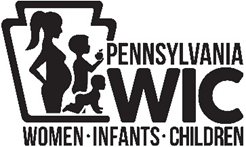 PENNSYLVANIA
WIC
WOMEN · INFANTS · CHILDREN